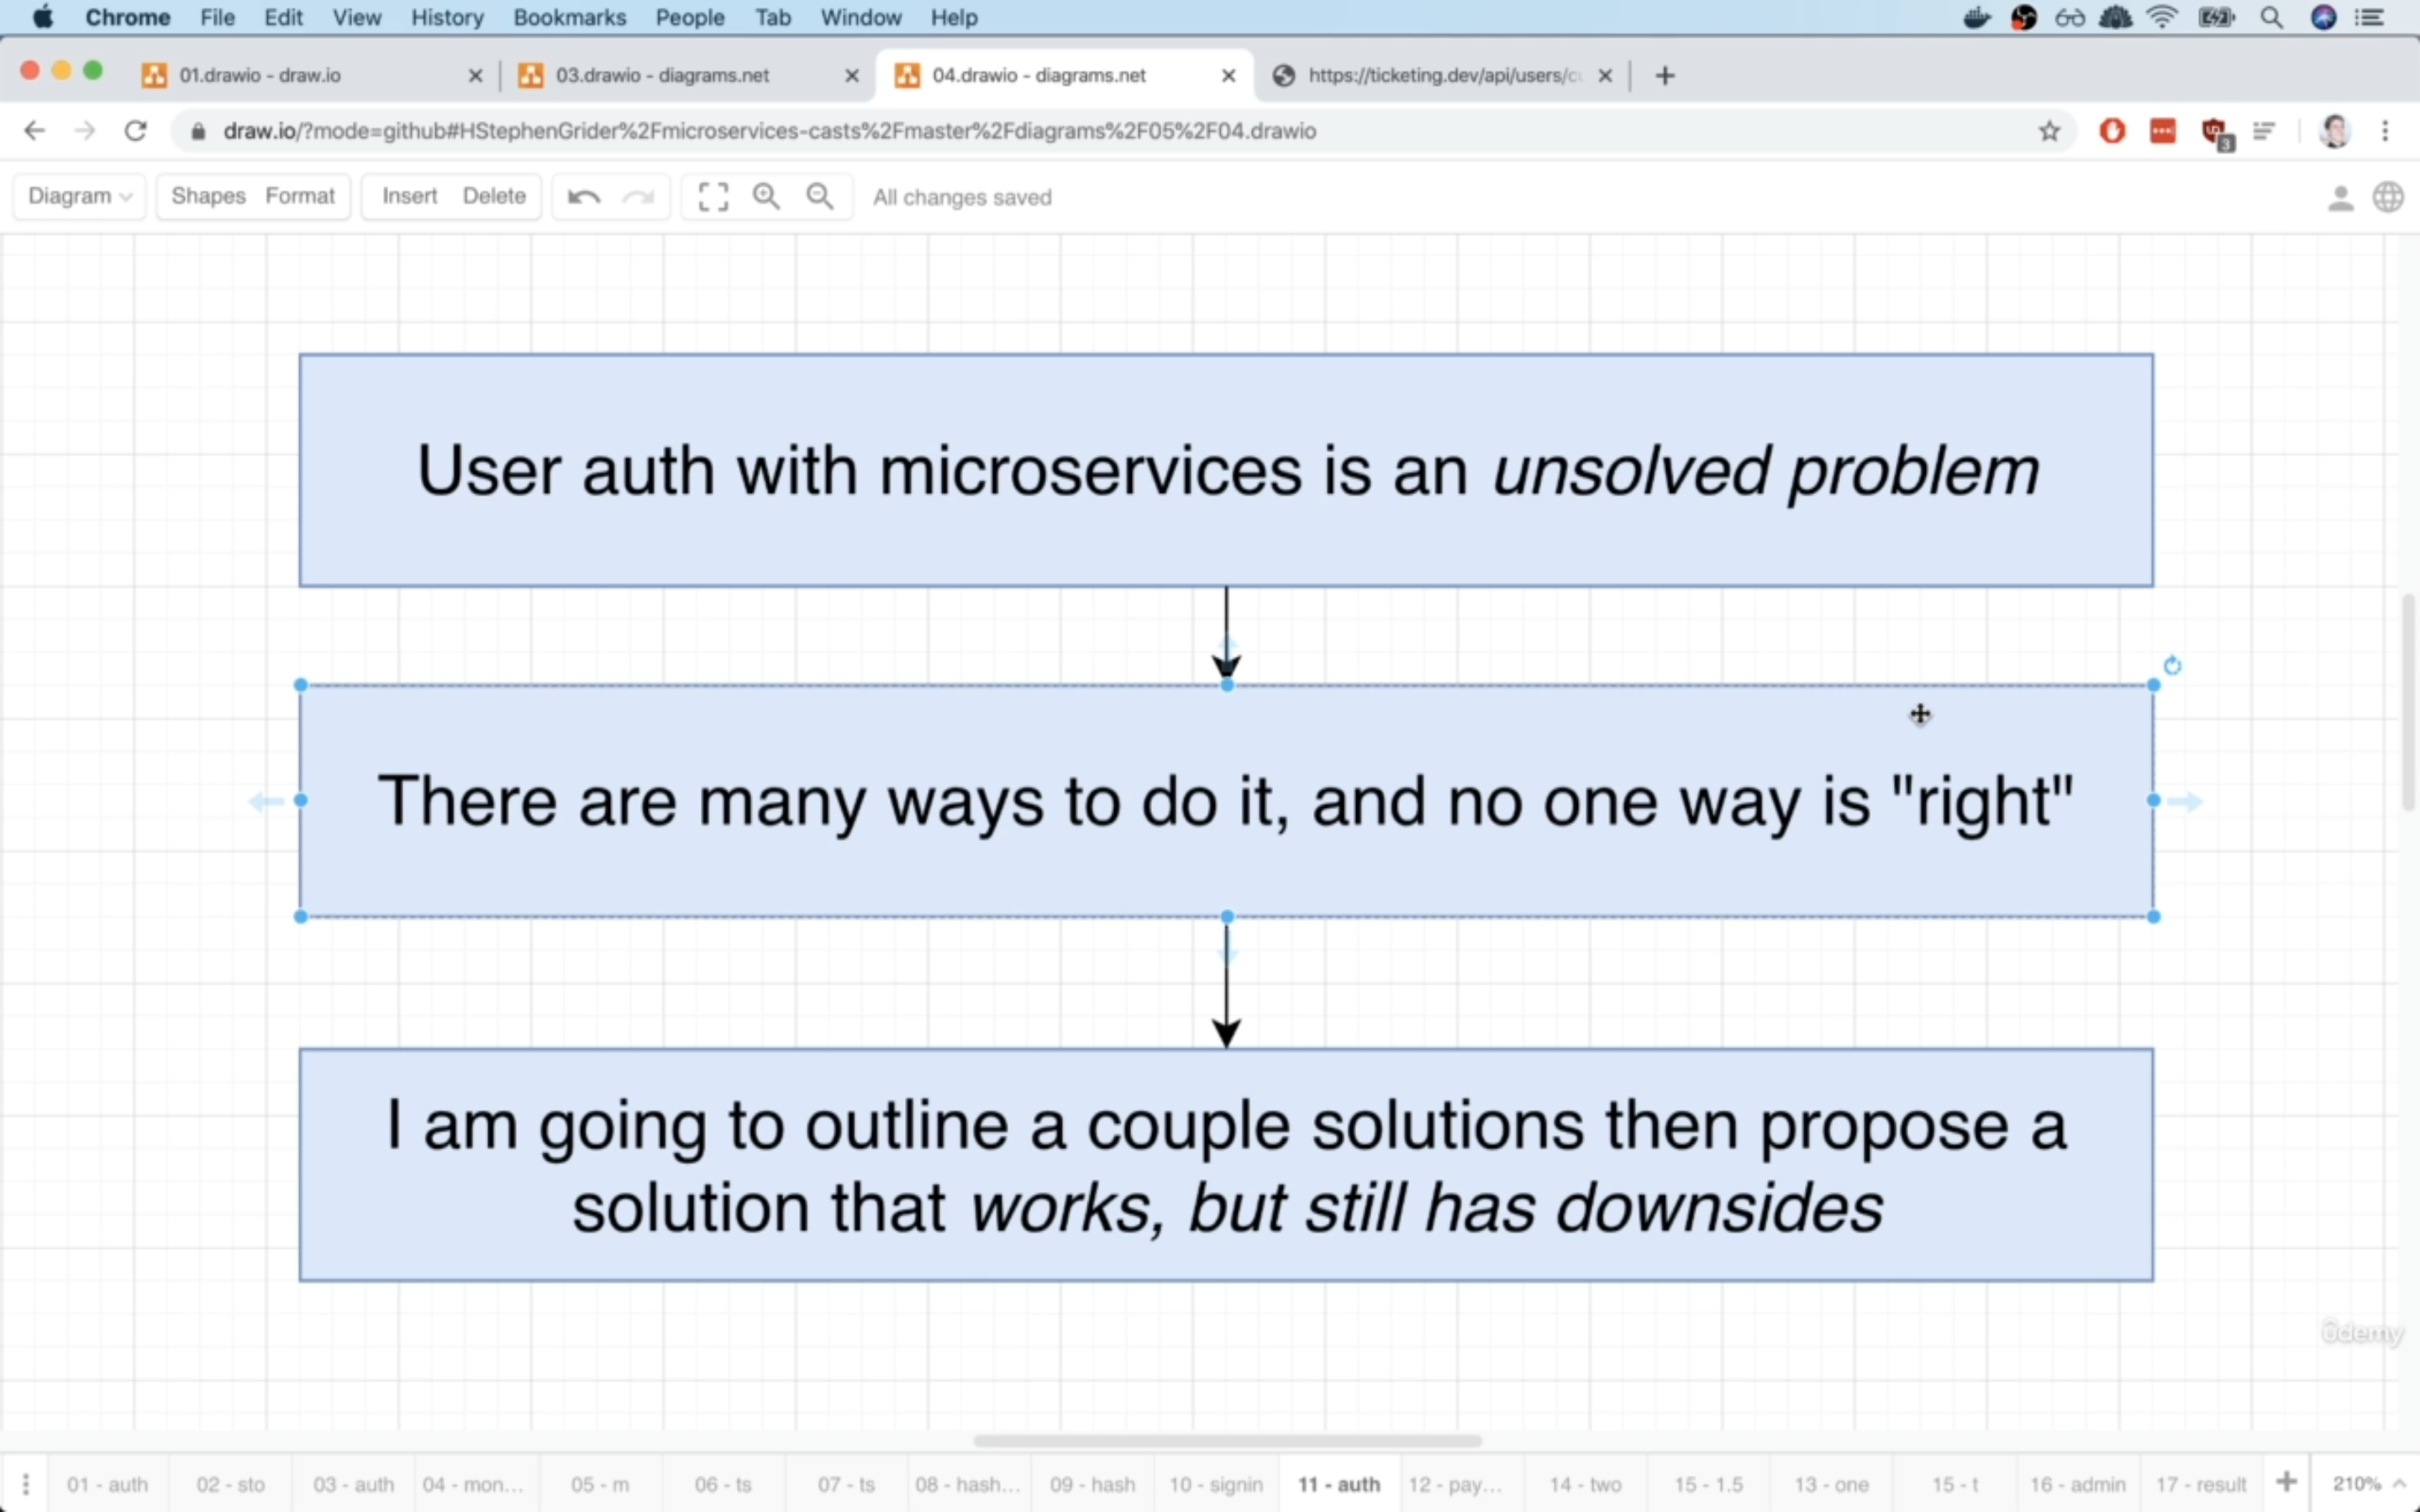 Chrome File Edit View History Bookmarks People Tab Window Help
01.drawio - draw.io 03.drawio - diagrams.net 04.drawio - diagrams.net https://ticketing.dev/api/users/c
draw.io/?mode=github#HStephenGrider%2Fmicroservices-casts%2Fmaster%2Fdiagrams%2F05%2F04.drawio
3
Diagram Shapes Format Insert Delete All changes saved
User auth with microservices is an unsolved problem
There are many ways to do it, and no one way is "right"
I am going to outline a couple solutions then propose a
solution that works, but still has downsides
ûdemy
01 - auth 02 - sto 03 - auth 04 - mon... 05 - m 06 - ts 07 - ts 08 - hash... 09 - hash 10 - signin 11 - auth 12 - pay... 14 - two 15 - 1.5 13 - one 15 - t 16 - admin 17 - result 210%